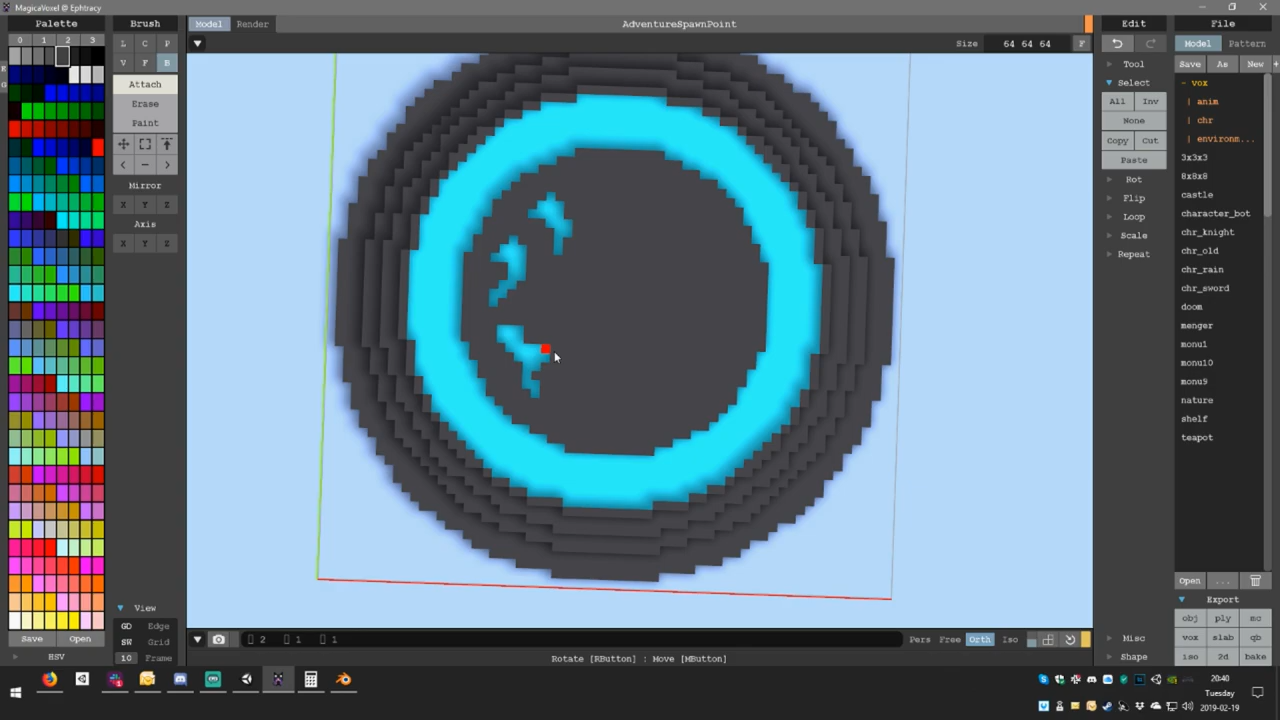 MagicaVoxel @ Ephtracy
Palette
0 1 2 3
Save Open
HSV
Brush
L C P
V F B
Attach
Erase
Paint
Mirror
X Y Z
Axis
X Y Z
View
GD Edge
SW Grid
10 Frame
Model Render
AdventureSpawnPoint
Size 64 64 64 F
2 1 1
Pers Free Orth Iso
Rotate [RButton] : Move [MButton]
Edit
Tool
Select
All Inv
None
Copy Cut
Paste
Rot
Flip
Loop
Scale
Repeat
Misc
Shape
File
Model Pattern
Save As New +
- vox
| anim
| chr
| environm...
3x3x3
8x8x8
castle
character_bot
chr_knight
chr_old
chr_rain
chr_sword
doom
menger
monu1
monu10
monu9
nature
shelf
teapot
Open ...
Export
obj ply mc
vox slab qb
iso 2d bake
20:40
Tuesday
2019-02-19